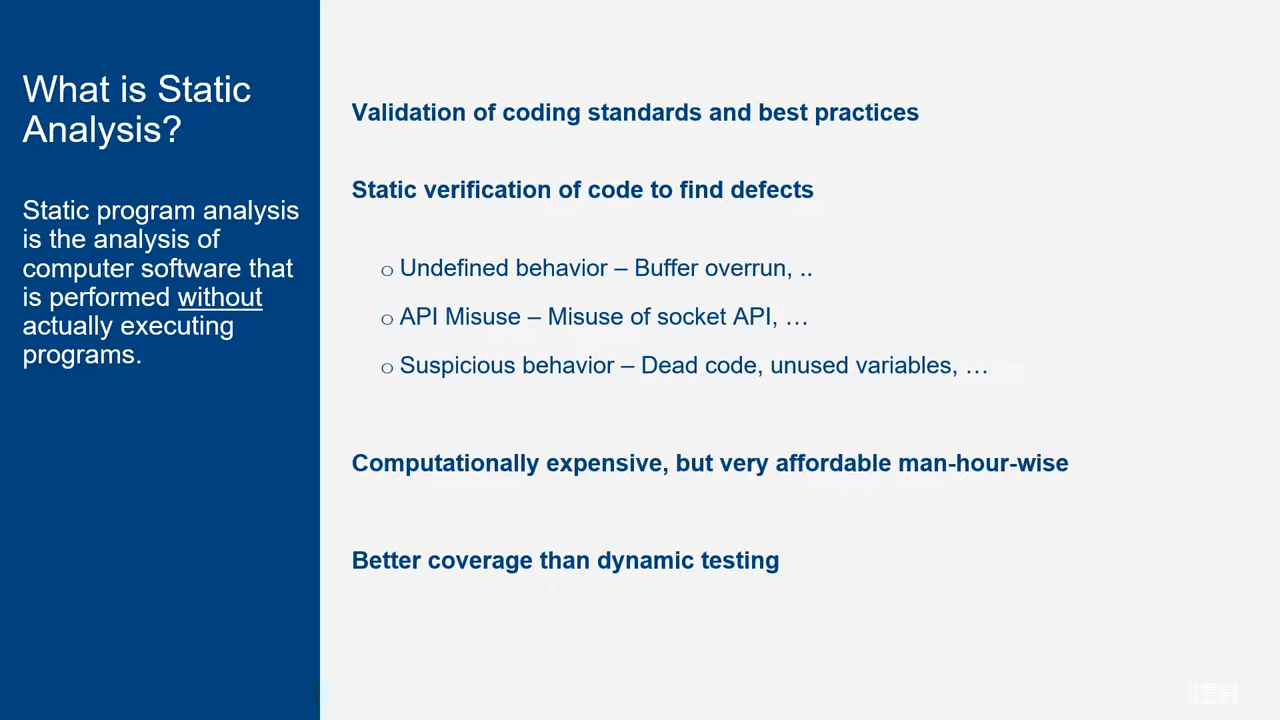 What is Static
Analysis?
Static program analysis
is the analysis of
computer software that
is performed without
actually executing
programs.
Validation of coding standards and best practices
Static verification of code to find defects
o Undefined behavior – Buffer overrun, ..
o API Misuse – Misuse of socket API, …
o Suspicious behavior – Dead code, unused variables, …
Computationally expensive, but very affordable man-hour-wise
Better coverage than dynamic testing
IBM